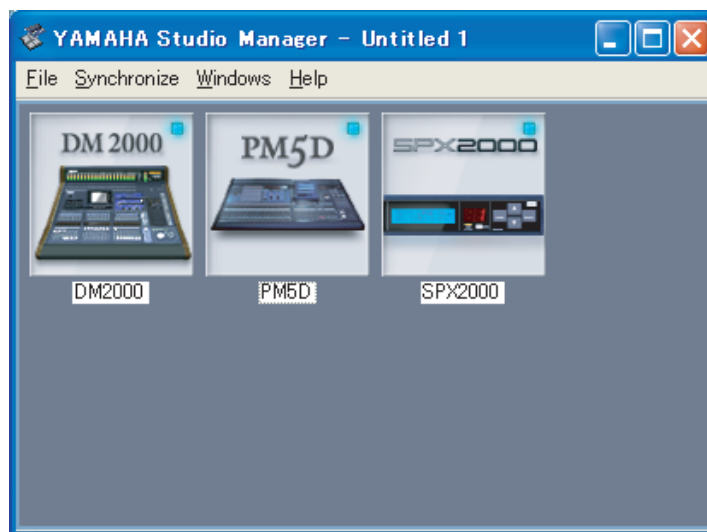 YAMAHA Studio Manager - Untitled 1
File Synchronize Windows Help
DM 2000 PM5D SPX2000
DM2000 PM5D SPX2000